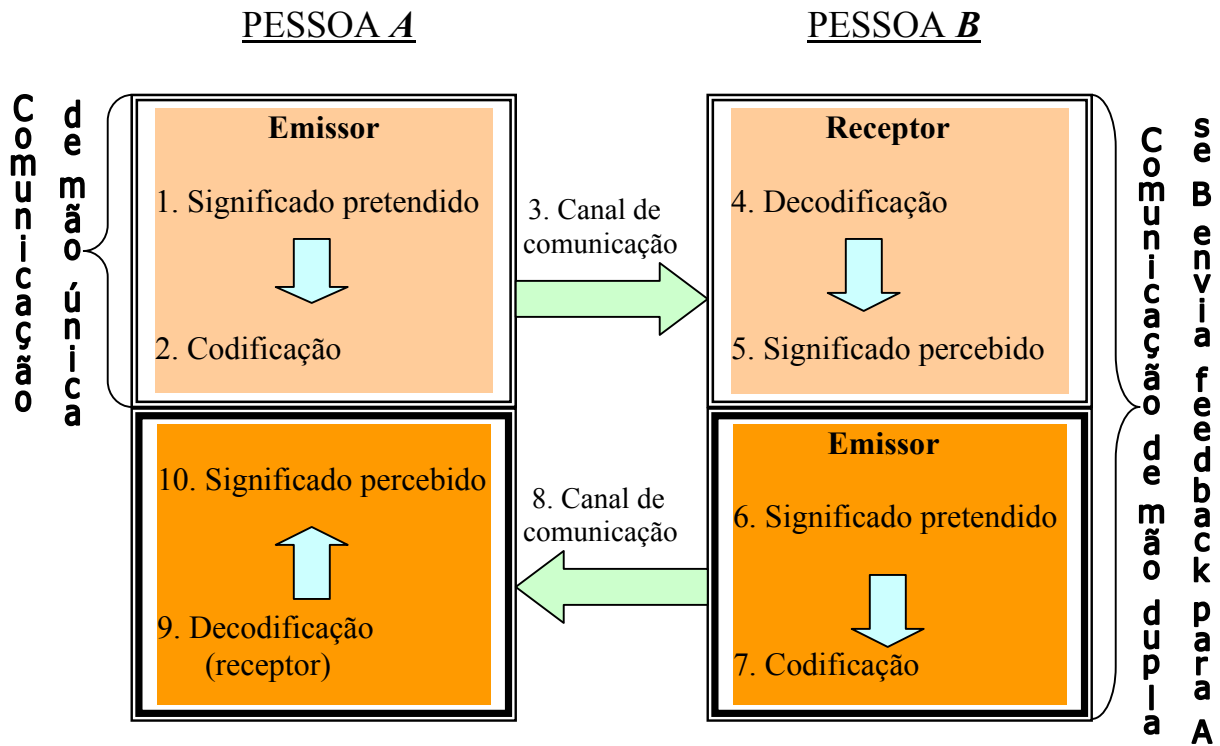 PESSOA A
PESSOA B
Comunicação
de mão única
Emissor
1. Significado pretendido
2. Codificação
3. Canal de
comunicação
Receptor
4. Decodificação
5. Significado percebido
Emissor
6. Significado pretendido
7. Codificação
8. Canal de
comunicação
10. Significado percebido
9. Decodificação
(receptor)
Comunicação de mão dupla
se B envia feedback para A